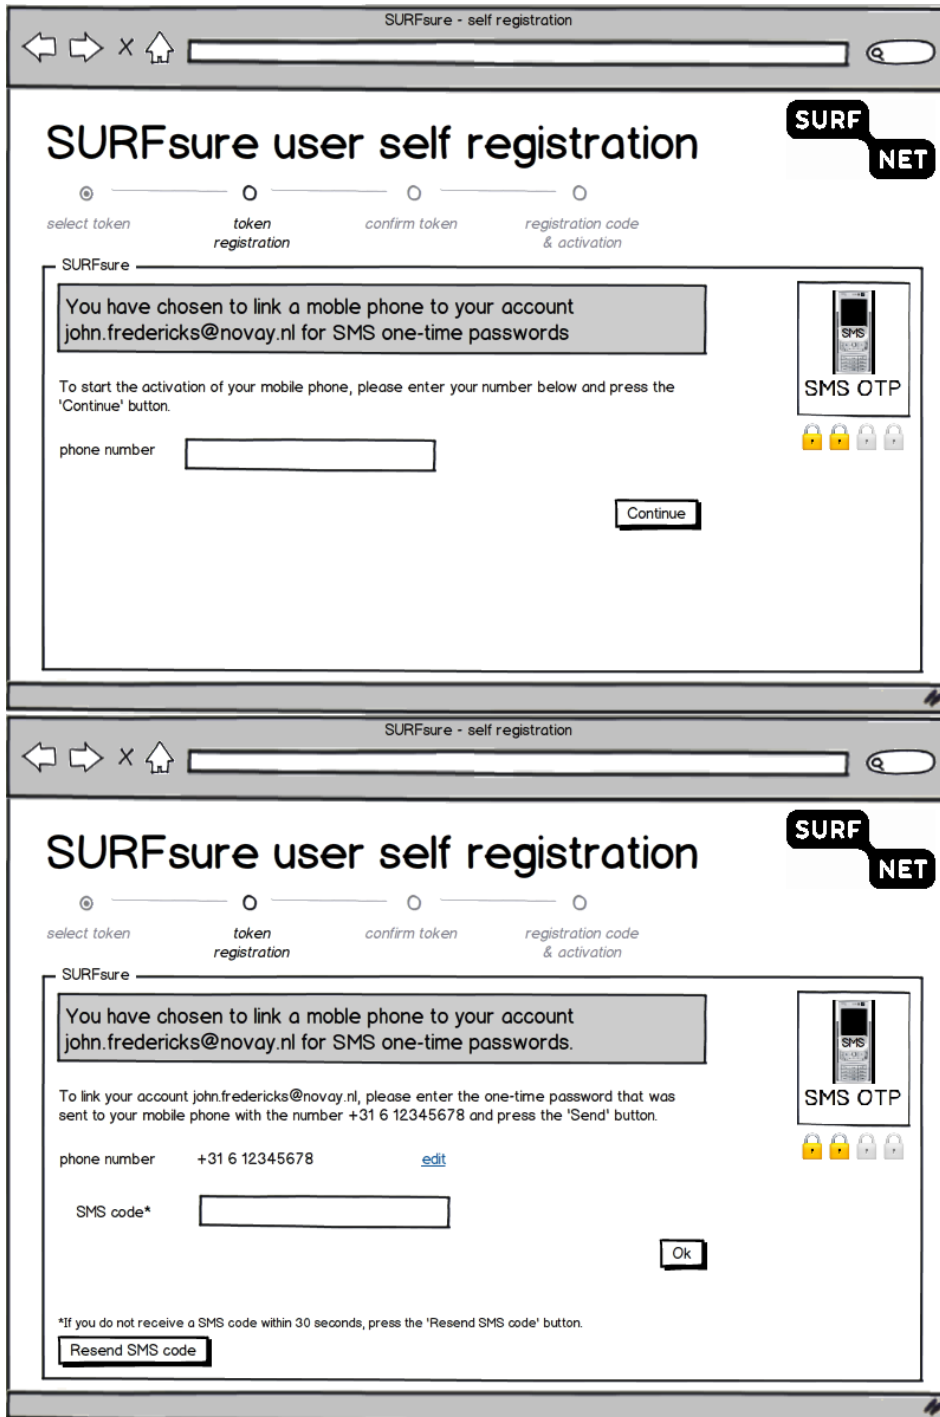 SURFsure - self registration
SURFsure user self registration
SURF
NET
select token
token
registration
confirm token
registration code
& activation
SURFsure
You have chosen to link a moble phone to your account
john.fredericks@novay.nl for SMS one-time passwords
SMS
SMS OTP
To start the activation of your mobile phone, please enter your number below and press the
'Continue' button.
phone number
Continue
SURFsure - self registration
SURFsure user self registration
SURF
NET
select token
token
registration
confirm token
registration code
& activation
SURFsure
You have chosen to link a moble phone to your account
john.fredericks@novay.nl for SMS one-time passwords.
SMS
SMS OTP
To link your account john.fredericks@novay.nl, please enter the one-time password that was
sent to your mobile phone with the number +31 6 12345678 and press the 'Send' button.
phone number +31 6 12345678 edit
SMS code*
Ok
*If you do not receive a SMS code within 30 seconds, press the 'Resend SMS code' button.
Resend SMS code